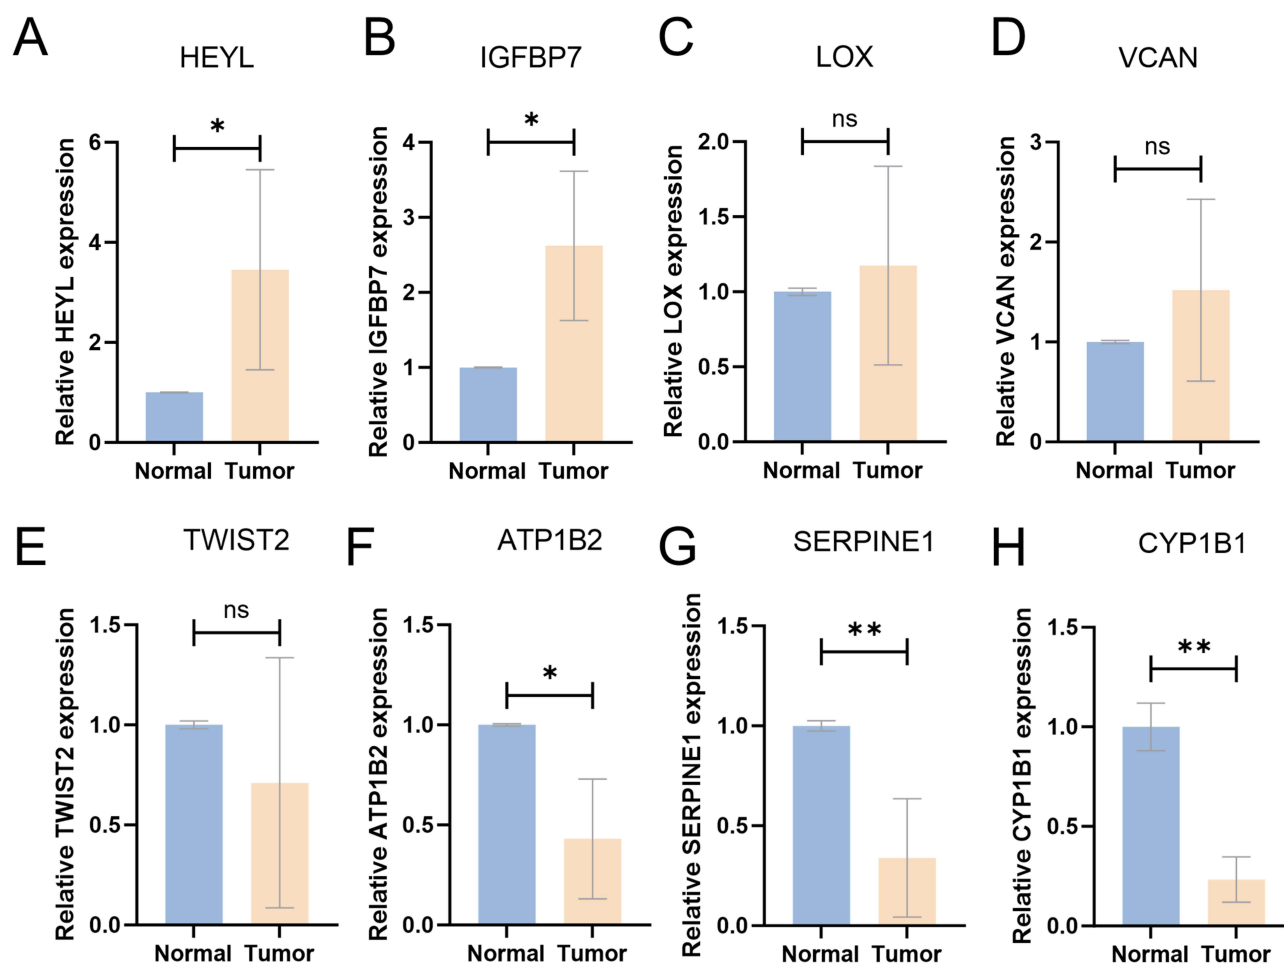 A
HEYL
Relative HEYL expression
6
4
2
0
*
Normal Tumor
B
IGFBP7
Relative IGFBP7 expression
4
3
2
1
0
*
Normal Tumor
C
LOX
Relative LOX expression
2.0
1.5
1.0
0.5
0.0
ns
Normal Tumor
D
VCAN
Relative VCAN expression
3
2
1
0
ns
Normal Tumor
E
TWIST2
Relative TWIST2 expression
1.5
1.0
0.5
0.0
ns
Normal Tumor
F
ATP1B2
Relative ATP1B2 expression
1.5
1.0
0.5
0.0
*
Normal Tumor
G
SERPINE1
Relative SERPINE1 expression
1.5
1.0
0.5
0.0
**
Normal Tumor
H
CYP1B1
Relative CYP1B1 expression
1.5
1.0
0.5
0.0
**
Normal Tumor